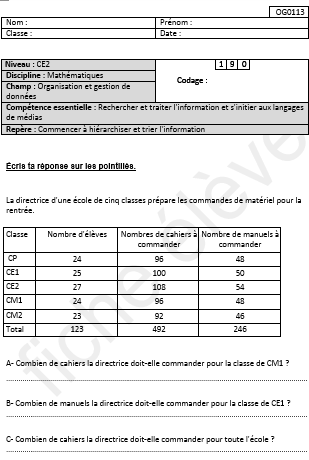 OG0113
Nom : Prénom :
Classe : Date :
Niveau : CE2 1 9 0
Discipline : Mathématiques
Codage :
Champ : Organisation et gestion de
données
Compétence essentielle : Rechercher et traiter l'information et s'initier aux langages
de médias
Repère : Commencer à hiérarchiser et trier l'information
Écris ta réponse sur les pointillés.
La directrice d'une école de cinq classes prépare les commandes de matériel pour la
rentrée.
Classe Nombre d'élèves Nombres de cahiers à Nombre de manuels à
commander commander
CP 24 96 48
CE1 25 100 50
CE2 27 108 54
CM1 24 96 48
CM2 23 92 46
Total 123 492 246
A- Combien de cahiers la directrice doit-elle commander pour la classe de CM1 ?
B- Combien de manuels la directrice doit-elle commander pour la classe de CE1 ?
C- Combien de cahiers la directrice doit-elle commander pour toute l'école ?
fiche élève